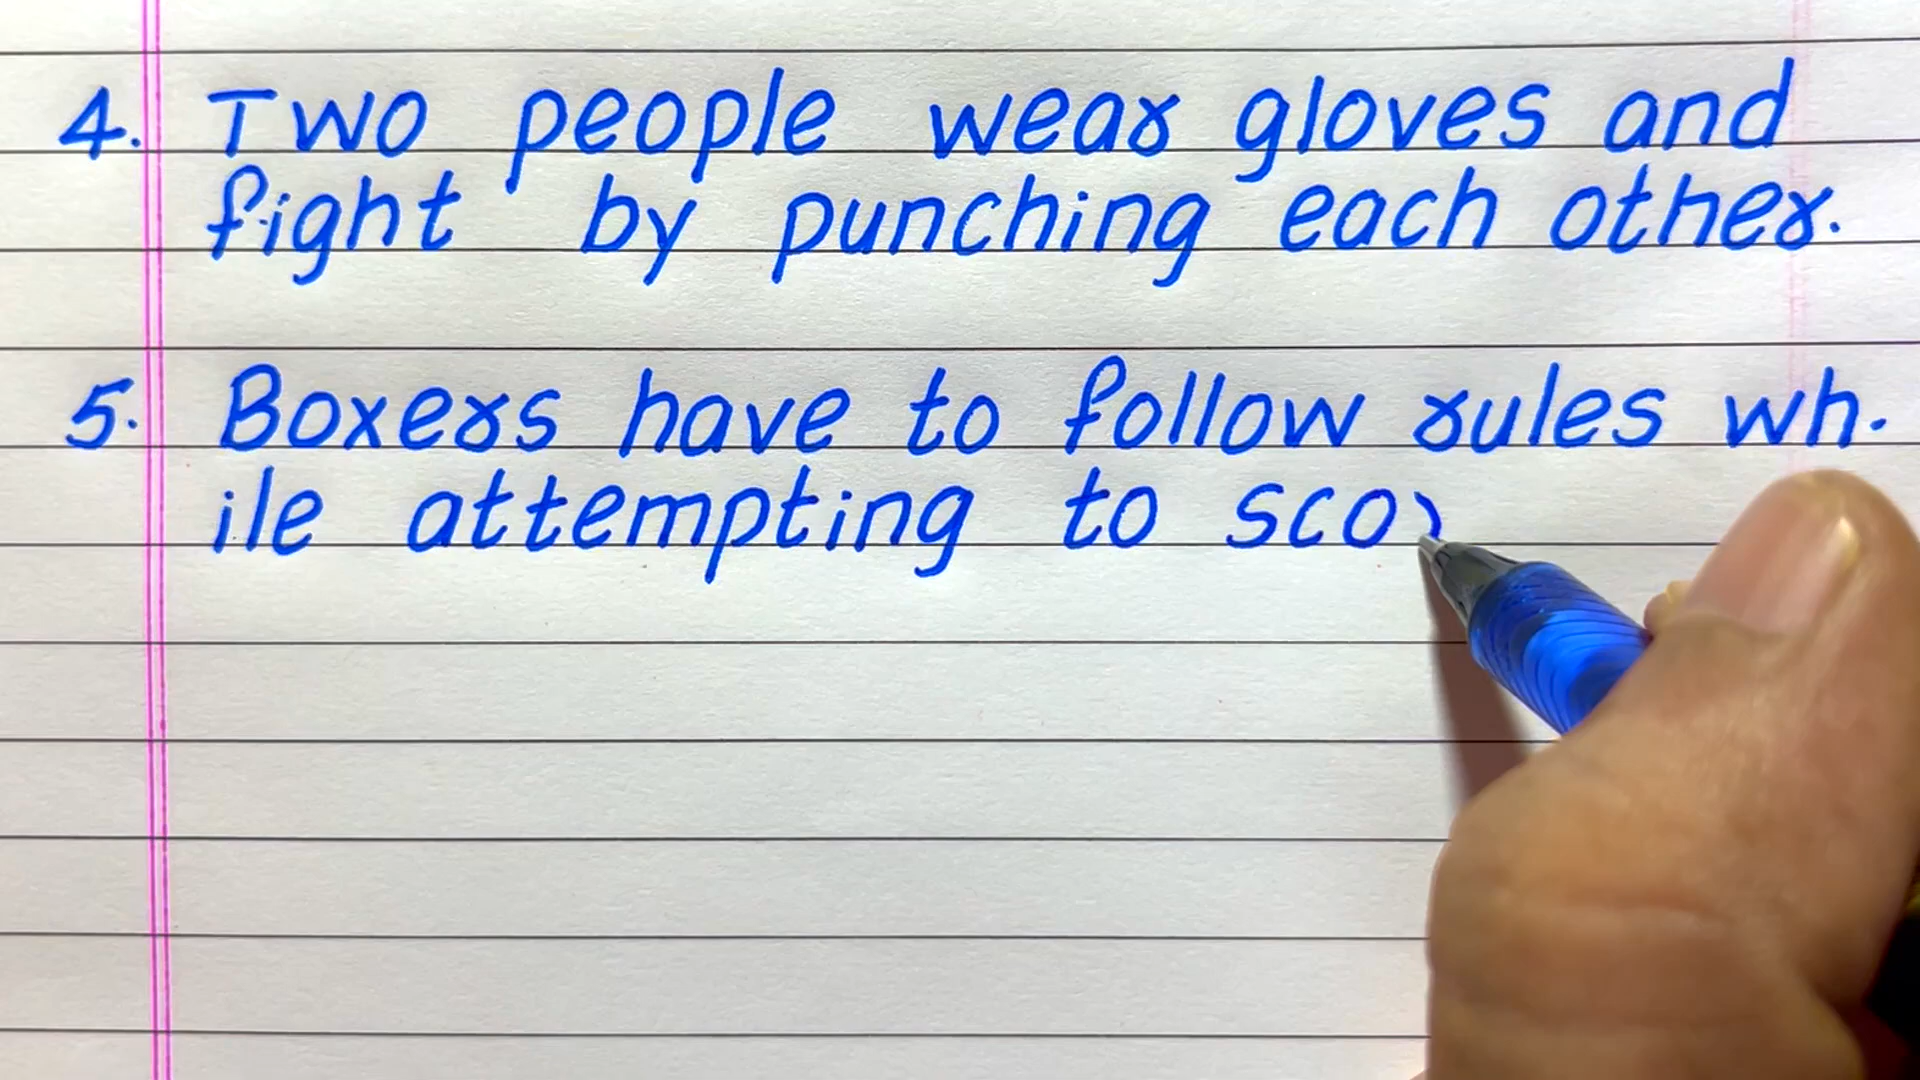 4. Two people wear gloves and
fight by punching each other.
5. Boxers have to follow rules wh.
ile attempting to